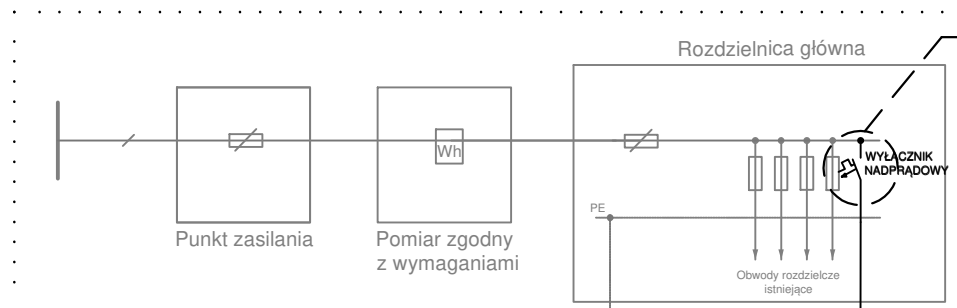 Rozdzielnica główna
Wh
WYŁĄCZNIK
NADPRĄDOWY
PE
Punkt zasilania
Pomiar zgodny
z wymaganiami
Obwody rozdzielcze
istniejące